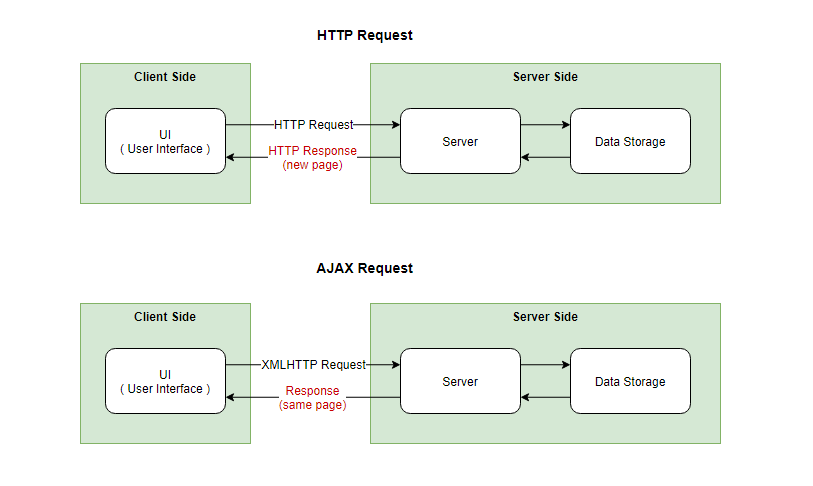 HTTP Request
Client Side
Server Side
UI
( User Interface )
HTTP Request
HTTP Response
(new page)
Server
Data Storage
AJAX Request
Client Side
Server Side
UI
( User Interface )
XMLHTTP Request
Response
(same page)
Server
Data Storage